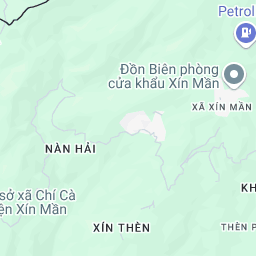 Petrol
Đồn Biên phòng
cửa khẩu Xín Mần
XÃ XÍN MẦN
NÀN HẢI
sở xã Chí Cà
ện Xín Mần
KH
XÍN THÈN
THÈN P